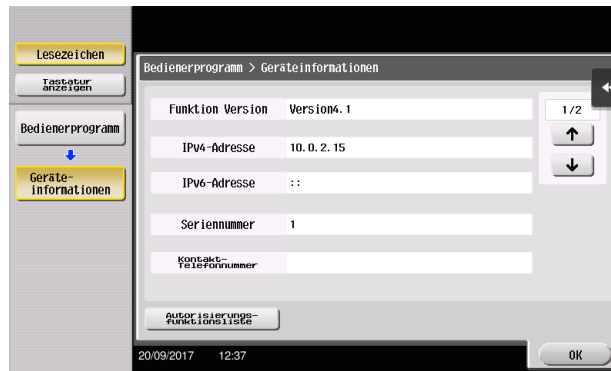 Lesezeichen
Tastatur
anzeigen
Bedienerprogramm
Geräte-
informationen
Bedienerprogramm > Geräteinformationen
Funktion Version Version4.1
1/2
IPv4-Adresse 10.0.2.15
IPv6-Adresse ::
Seriennummer 1
Kontakt-
Telefonnummer
Autorisierungs-
funktionsliste
20/09/2017 12:37
OK